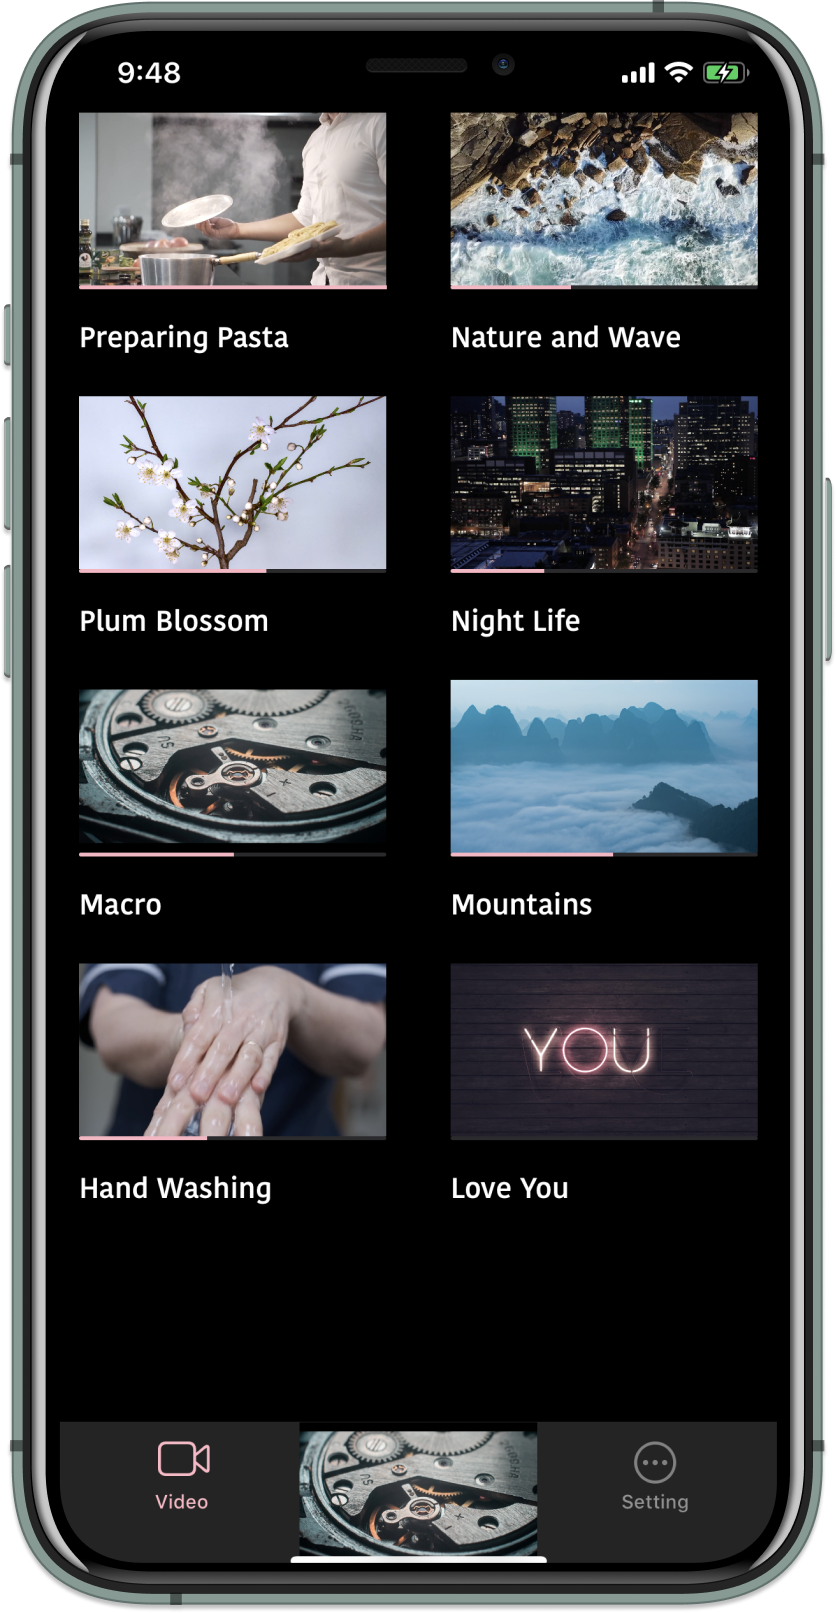 9:48
Preparing Pasta
Nature and Wave
Plum Blossom
Night Life
Macro
Mountains
YOU
Hand Washing
Love You
Video
Setting